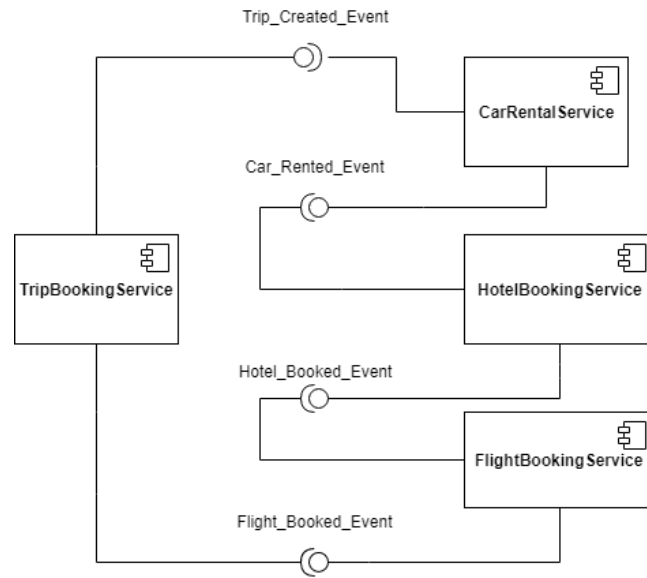 Trip_Created_Event
CarRentalService
Car_Rented_Event
TripBookingService
HotelBookingService
Hotel_Booked_Event
FlightBookingService
Flight_Booked_Event